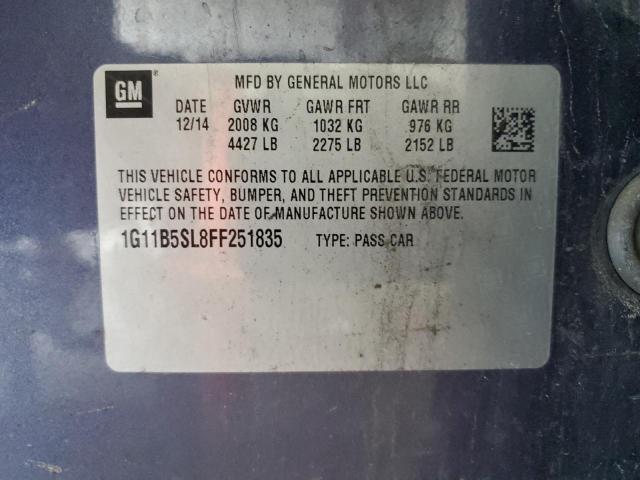 GM ® MFD BY GENERAL MOTORS LLC
DATE GVWR GAWR FRT GAWR RR
12/14 2008 KG 1032 KG 976 KG
4427 LB 2275 LB 2152 LB
THIS VEHICLE CONFORMS TO ALL APPLICABLE U.S. FEDERAL MOTOR
VEHICLE SAFETY, BUMPER, AND THEFT PREVENTION STANDARDS IN
EFFECT ON THE DATE OF MANUFACTURE SHOWN ABOVE.
1G11B5SL8FF251835 TYPE: PASS CAR